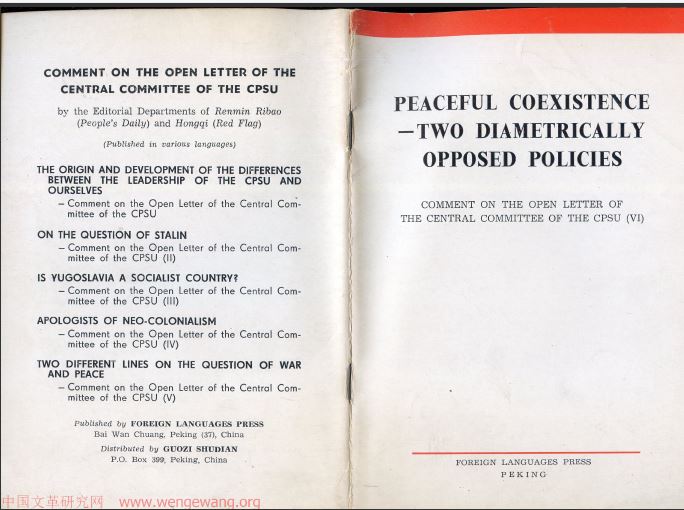 COMMENT ON THE OPEN LETTER OF THE
CENTRAL COMMITTEE OF THE CPSU
by the Editorial Departments of Renmin Ribao
(People's Daily) and Hongqi (Red Flag)
(Published in various languages)
THE ORIGIN AND DEVELOPMENT OF THE DIFFERENCES
BETWEEN THE LEADERSHIP OF THE CPSU AND
OURSELVES
— Comment on the Open Letter of the Central Com-
mittee of the CPSU
ON THE QUESTION OF STALIN
— Comment on the Open Letter of the Central Com-
mittee of the CPSU (II)
IS YUGOSLAVIA A SOCIALIST COUNTRY?
— Comment on the Open Letter of the Central Com-
mittee of the CPSU (III)
APOLOGISTS OF NEO-COLONIALISM
— Comment on the Open Letter of the Central Com-
mittee of the CPSU (IV)
TWO DIFFERENT LINES ON THE QUESTION OF WAR
AND PEACE
— Comment on the Open Letter of the Central Com-
mittee of the CPSU (V)
Published by FOREIGN LANGUAGES PRESS
Bai Wan Chuang, Peking (37), China
Distributed by GUOZI SHUDIAN
P.O. Box 399, Peking, China
PEACEFUL COEXISTENCE
—TWO DIAMETRICALLY
OPPOSED POLICIES
COMMENT ON THE OPEN LETTER OF
THE CENTRAL COMMITTEE OF THE CPSU (VI)
FOREIGN LANGUAGES PRESS
PEKING
中国文革研究网 www.wengewang.org